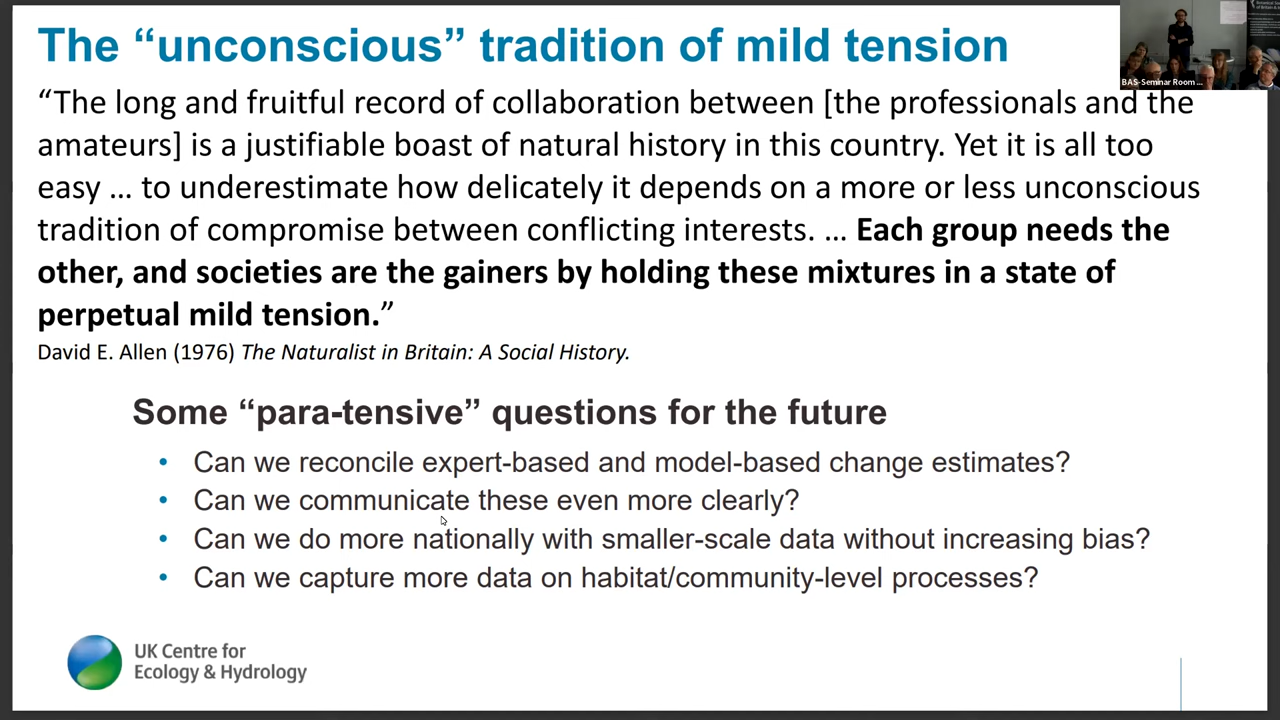 The “unconscious” tradition of mild tension
“The long and fruitful record of collaboration between [the professionals and the
amateurs] is a justifiable boast of natural history in this country. Yet it is all too
easy … to underestimate how delicately it depends on a more or less unconscious
tradition of compromise between conflicting interests. … Each group needs the
other, and societies are the gainers by holding these mixtures in a state of
perpetual mild tension.”
David E. Allen (1976) The Naturalist in Britain: A Social History.
Some “para-tensive” questions for the future
• Can we reconcile expert-based and model-based change estimates?
• Can we communicate these even more clearly?
• Can we do more nationally with smaller-scale data without increasing bias?
• Can we capture more data on habitat/community-level processes?
UK Centre for
Ecology & Hydrology
BAS-Seminar Room ...